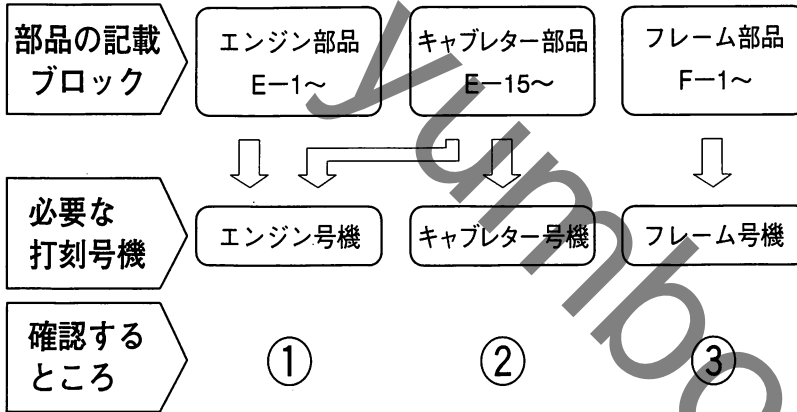 部品の記載
ブロック
エンジン部品
E－1～
キャブレター部品
E－15～
フレーム部品
F－1～
必要な
打刻号機
エンジン号機
キャブレター号機
フレーム号機
確認する
ところ
①
②
③
yumbo